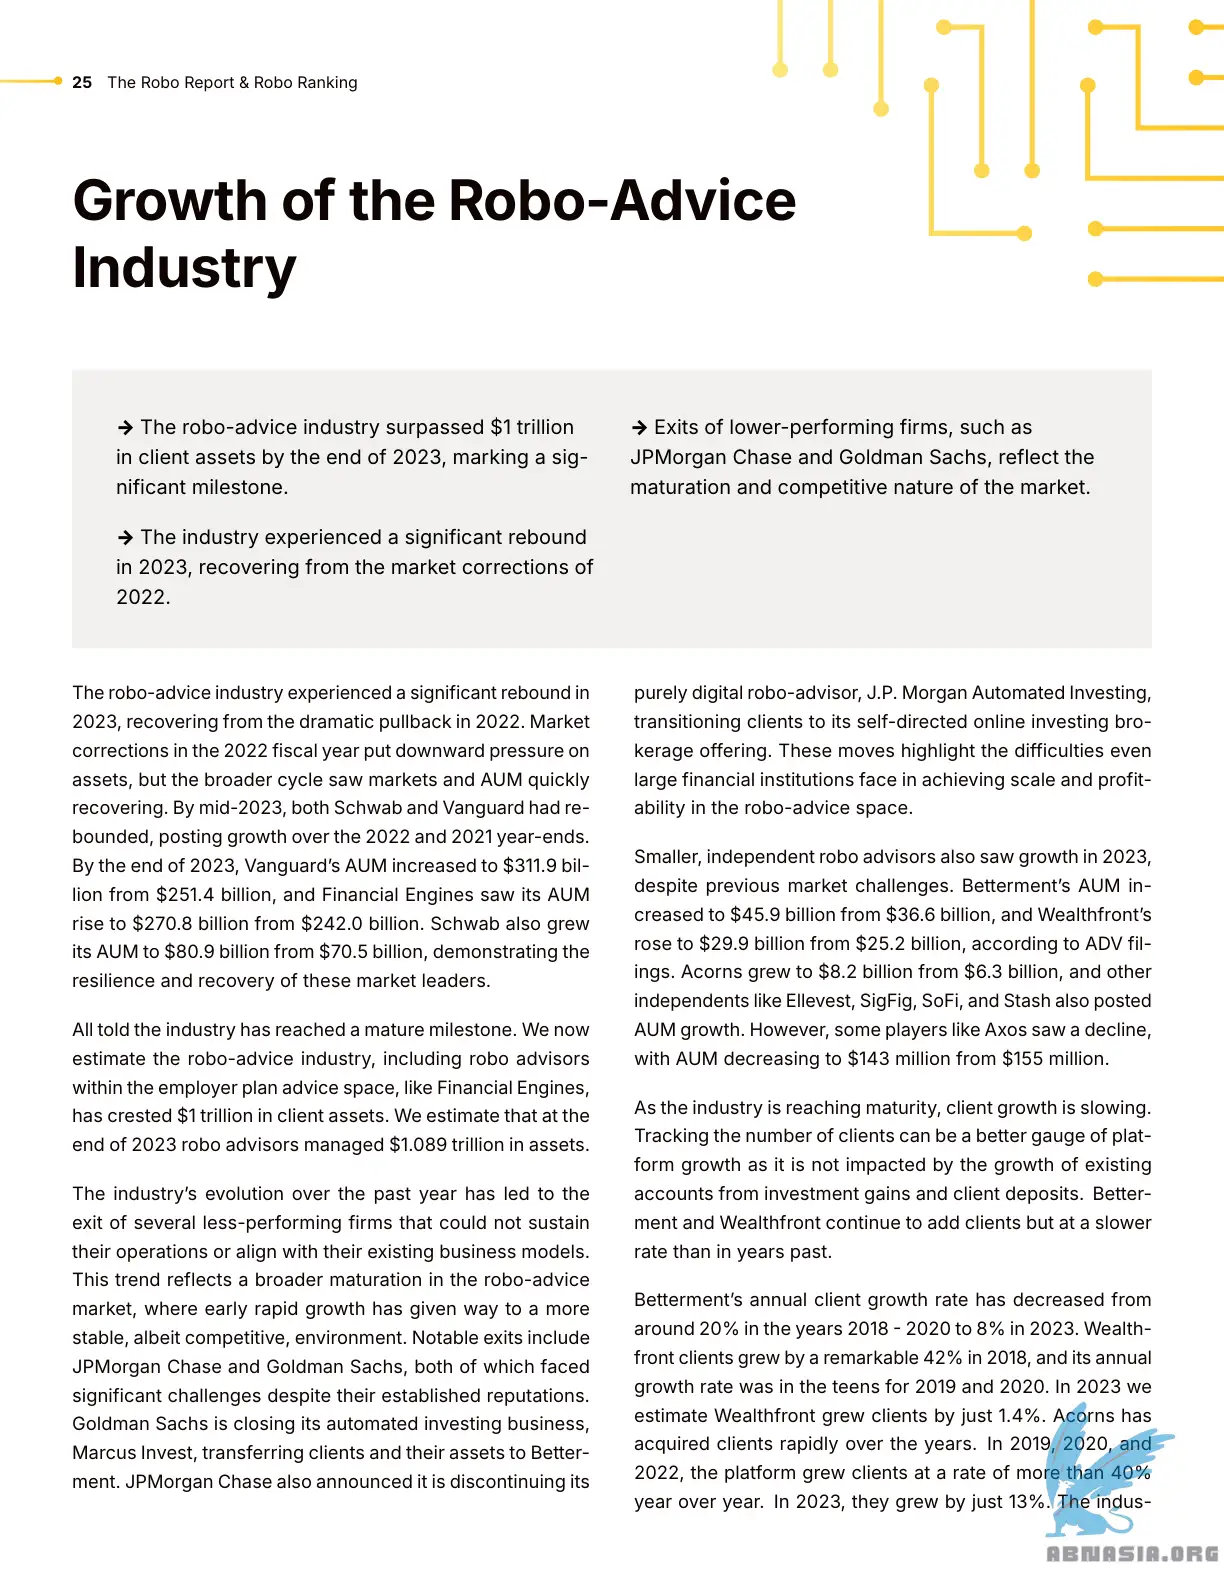 25 The Robo Report & Robo Ranking
Growth of the Robo-Advice
Industry
→ The robo-advice industry surpassed $1 trillion
in client assets by the end of 2023, marking a sig-
nificant milestone.
→ The industry experienced a significant rebound
in 2023, recovering from the market corrections of
2022.
→ Exits of lower-performing firms, such as
JPMorgan Chase and Goldman Sachs, reflect the
maturation and competitive nature of the market.
The robo-advice industry experienced a significant rebound in
2023, recovering from the dramatic pullback in 2022. Market
corrections in the 2022 fiscal year put downward pressure on
assets, but the broader cycle saw markets and AUM quickly
recovering. By mid-2023, both Schwab and Vanguard had re-
bounded, posting growth over the 2022 and 2021 year-ends.
By the end of 2023, Vanguard's AUM increased to $311.9 bil-
lion from $251.4 billion, and Financial Engines saw its AUM
rise to $270.8 billion from $242.0 billion. Schwab also grew
its AUM to $80.9 billion from $70.5 billion, demonstrating the
resilience and recovery of these market leaders.
All told the industry has reached a mature milestone. We now
estimate the robo-advice industry, including robo advisors
within the employer plan advice space, like Financial Engines,
has crested $1 trillion in client assets. We estimate that at the
end of 2023 robo advisors managed $1.089 trillion in assets.
The industry's evolution over the past year has led to the
exit of several less-performing firms that could not sustain
their operations or align with their existing business models.
This trend reflects a broader maturation in the robo-advice
market, where early rapid growth has given way to a more
stable, albeit competitive, environment. Notable exits include
JPMorgan Chase and Goldman Sachs, both of which faced
significant challenges despite their established reputations.
Goldman Sachs is closing its automated investing business,
Marcus Invest, transferring clients and their assets to Better-
ment. JPMorgan Chase also announced it is discontinuing its
purely digital robo-advisor, J.P. Morgan Automated Investing,
transitioning clients to its self-directed online investing bro-
kerage offering. These moves highlight the difficulties even
large financial institutions face in achieving scale and profit-
ability in the robo-advice space.
Smaller, independent robo advisors also saw growth in 2023,
despite previous market challenges. Betterment's AUM in-
creased to $45.9 billion from $36.6 billion, and Wealthfront's
rose to $29.9 billion from $25.2 billion, according to ADV fil-
ings. Acorns grew to $8.2 billion from $6.3 billion, and other
independents like Ellevest, SigFig, SoFi, and Stash also posted
AUM growth. However, some players like Axos saw a decline,
with AUM decreasing to $143 million from $155 million.
As the industry is reaching maturity, client growth is slowing.
Tracking the number of clients can be a better gauge of plat-
form growth as it is not impacted by the growth of existing
accounts from investment gains and client deposits. Better-
ment and Wealthfront continue to add clients but at a slower
rate than in years past.
Betterment's annual client growth rate has decreased from
around 20% in the years 2018 - 2020 to 8% in 2023. Wealth-
front clients grew by a remarkable 42% in 2018, and its annual
growth rate was in the teens for 2019 and 2020. In 2023 we
estimate Wealthfront grew clients by just 1.4%. Acorns has
acquired clients rapidly over the years. In 2019, 2020, and
2022, the platform grew clients at a rate of more than 40%
year over year. In 2023, they grew by just 13%. The indus-
ABNASIA.ORG